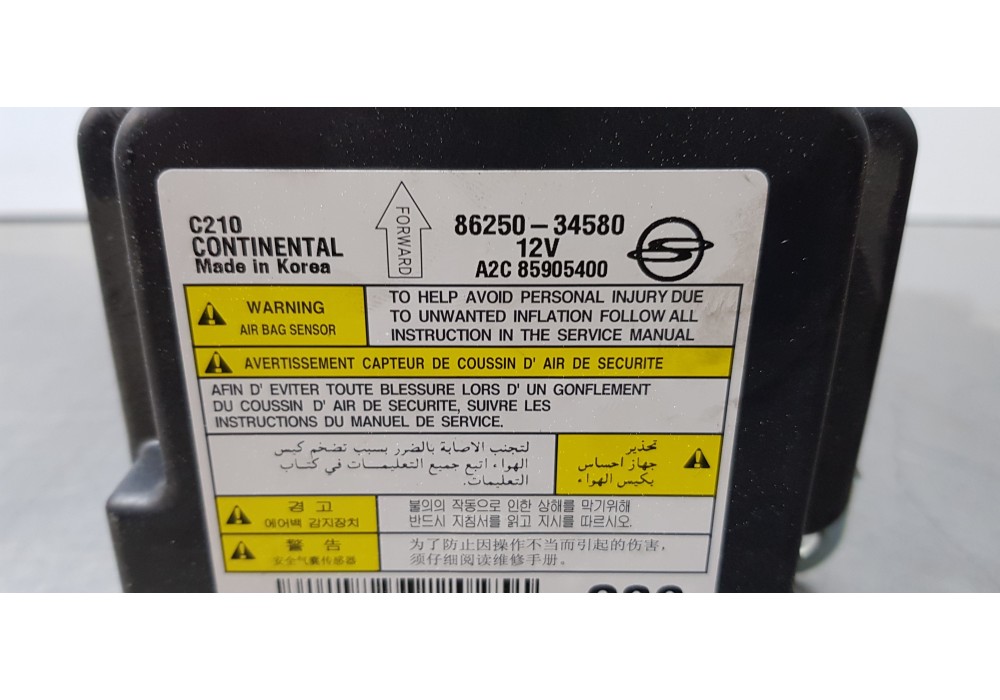 C210
CONTINENTAL
Made in Korea
FORWARD
86250-34580
12V
A2C 85905400
WARNING
AIR BAG SENSOR
TO HELP AVOID PERSONAL INJURY DUE
TO UNWANTED INFLATION FOLLOW ALL
INSTRUCTION IN THE SERVICE MANUAL
AVERTISSEMENT CAPTEUR DE COUSSIN D' AIR DE SECURITE
AFIN D' EVITER TOUTE BLESSURE LORS D' UN GONFLEMENT
DU COUSSIN D' AIR DE SECURITE, SUIVRE LES
INSTRUCTIONS DU MANUEL DE SERVICE.
تحذير
جهاز احساس
بكيس الهواء
لتجنب الاصابة بالضرر بسبب تضخم كيس
الهواء اتبع جميع التعليمات في كتاب
التعليمات.
경 고
에어백 감지장치
불의의 작동으로 인한 상해를 막기위해
반드시 지침서를 읽고 지시를 따르시오.
警 告
安全气囊传感器
为了防止因操作不当而引起的伤害,
须仔细阅读维修手册.